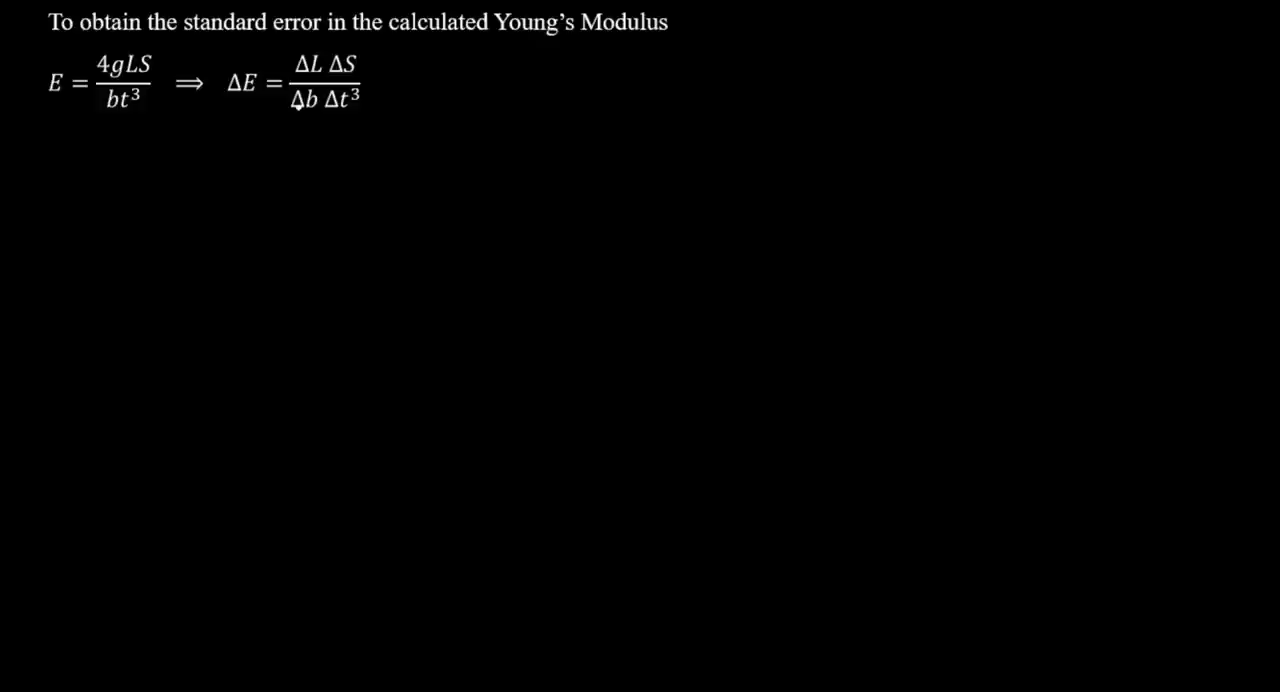 To obtain the standard error in the calculated Young’s Modulus
E = 4gLS / bt³ ⟹ ΔE = ΔL ΔS / Δb Δt³